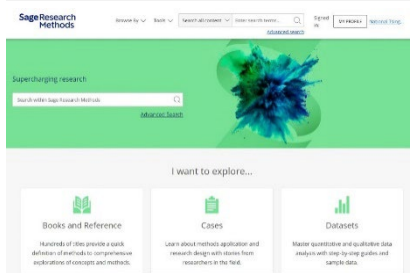 Sage Research Methods
Browse by Tools Search all content Enter search terms... Signed in MY PROFILE National Tsing...
Advanced search
Supercharging research
Search within Sage Research Methods
Advanced Search
I want to explore...
Books and Reference Cases Datasets
Hundreds of titles provide a quick
definition of methods to comprehensive
explorations of concepts and methods.
Learn about methods application and
research design with stories from
researchers in the field.
Master quantitative and qualitative data
analysis with step-by-step guides and
sample data.